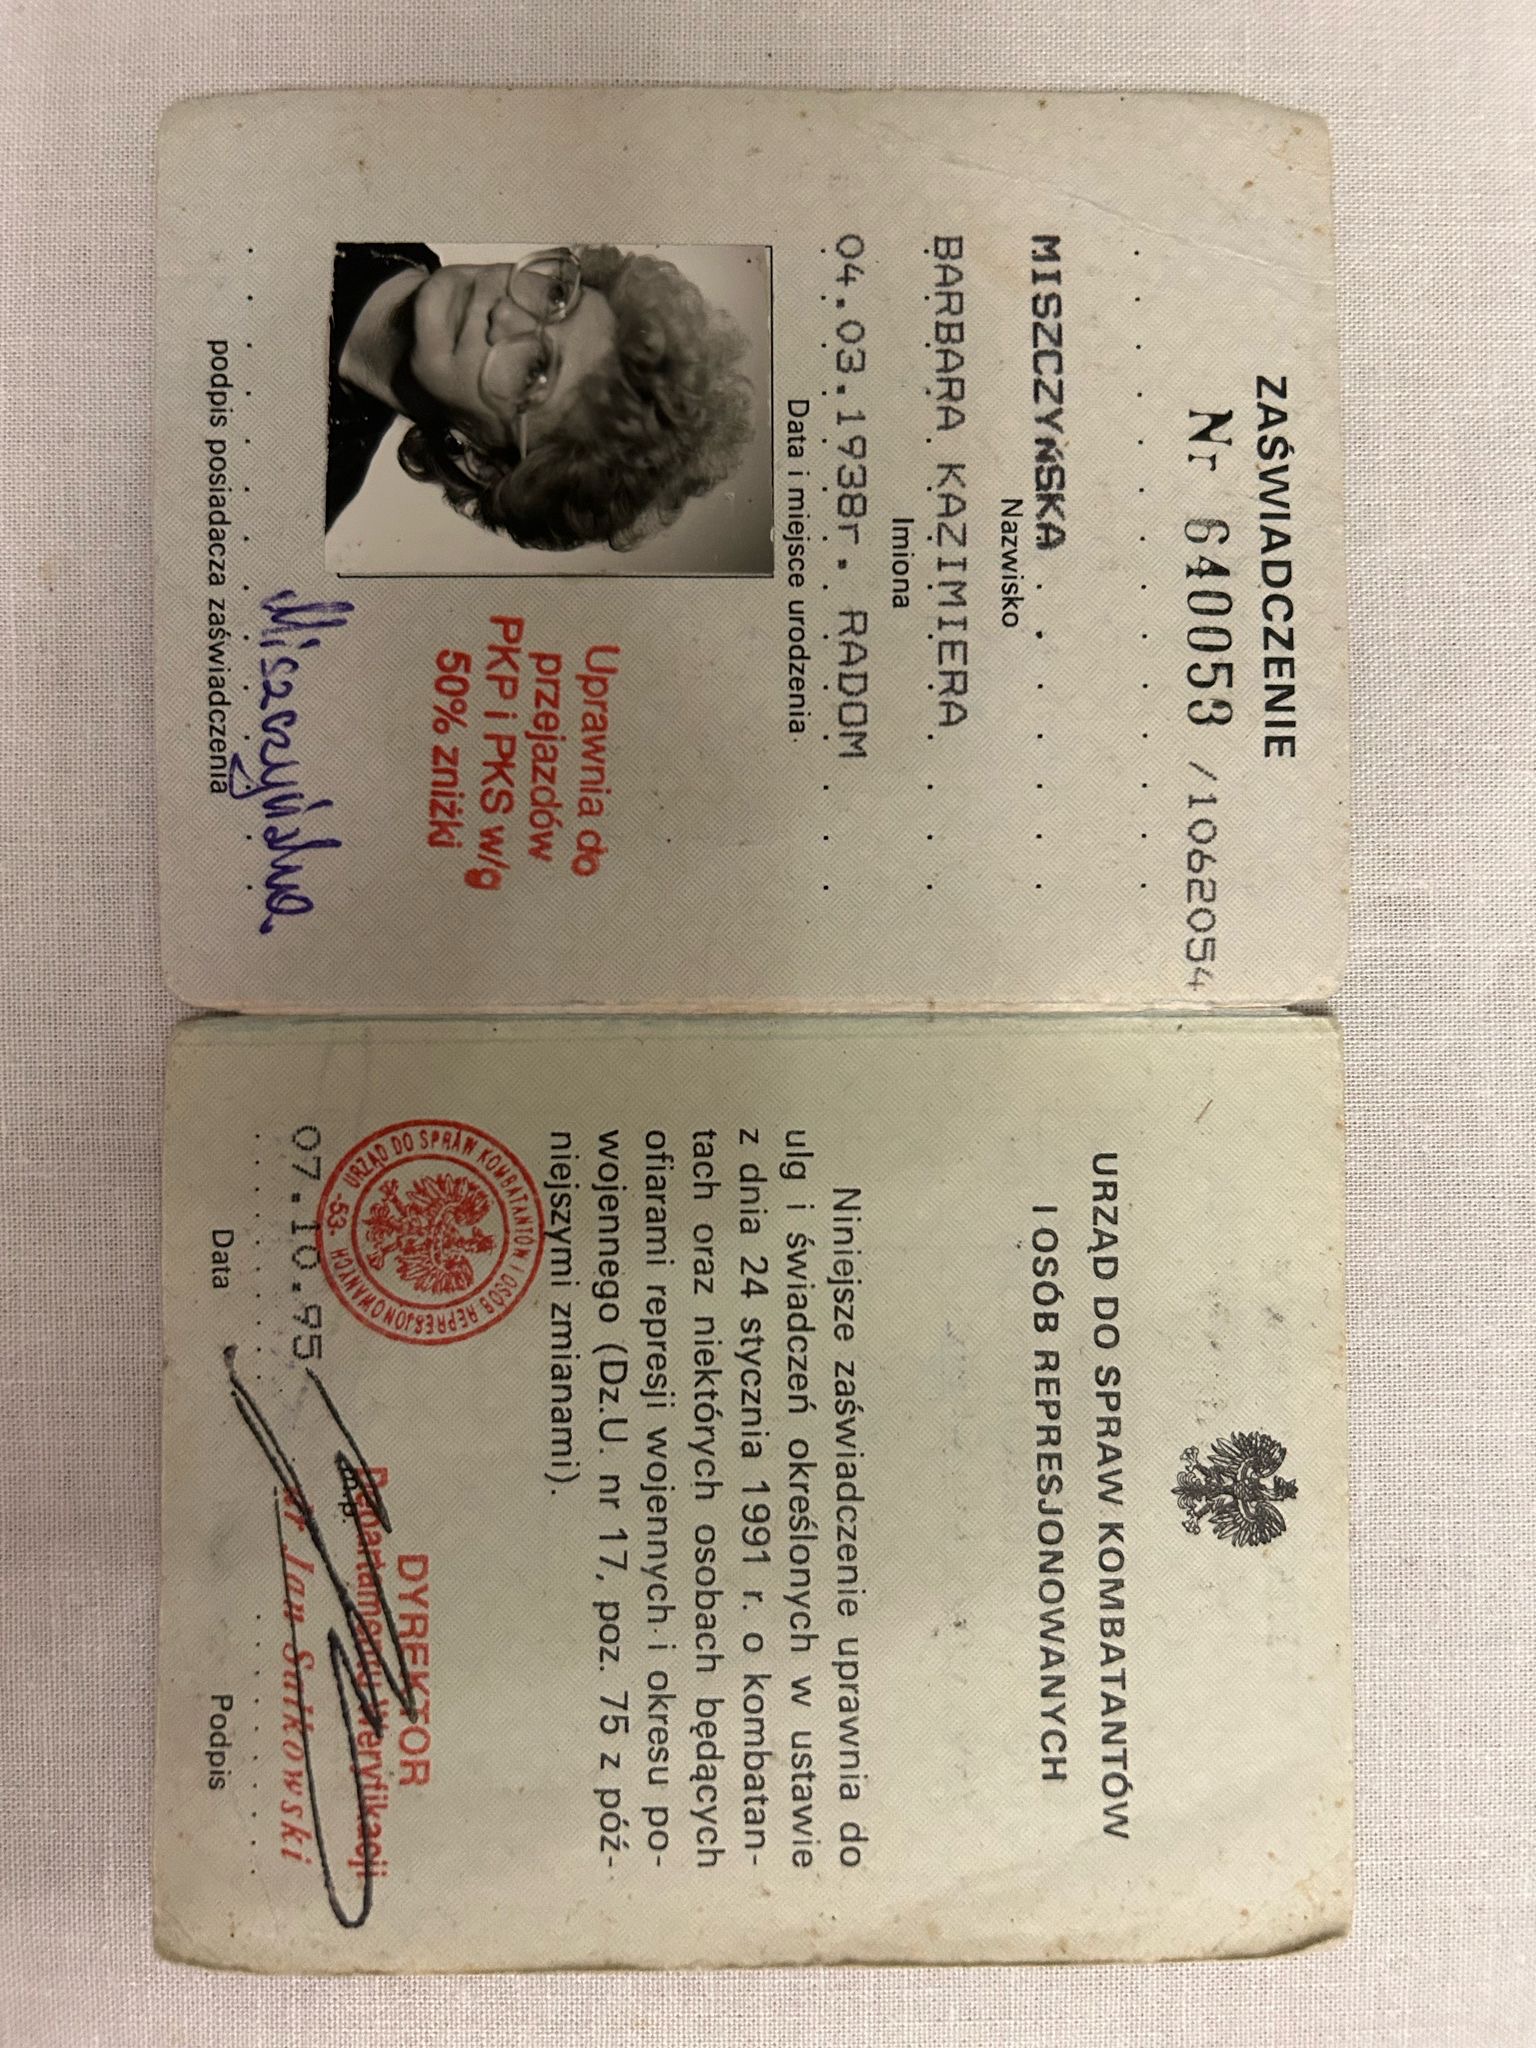 ZAŚWIADCZENIE
Nr 640053 /1062054
MISZCZYŃSKA
Nazwisko
BARBARA KAZIMIERA
Imiona
04.03.1938r. RADOM
Data i miejsce urodzenia
Uprawnia do
przejazdów
PKP i PKS w/g
50% zniżki
Miszczyńska
podpis posiadacza zaświadczenia
URZĄD DO SPRAW KOMBATANTÓW
I OSÓB REPRESJONOWANYCH
Niniejsze zaświadczenie uprawnia do
ulg i świadczeń określonych w ustawie
z dnia 24 stycznia 1991 r. o kombatan-
tach oraz niektórych osobach będących
ofiarami represji wojennych i okresu po-
wojennego (Dz.U. nr 17, poz. 75 z póź-
niejszymi zmianami).
URZĄD DO SPRAW KOMBATANTÓW I OSÓB REPRESJONOWANYCH
-53-
DYREKTOR
Departamentu Weryfikacji
m.p.
dr Jan Sałkowski
07.10.95
Data
Podpis